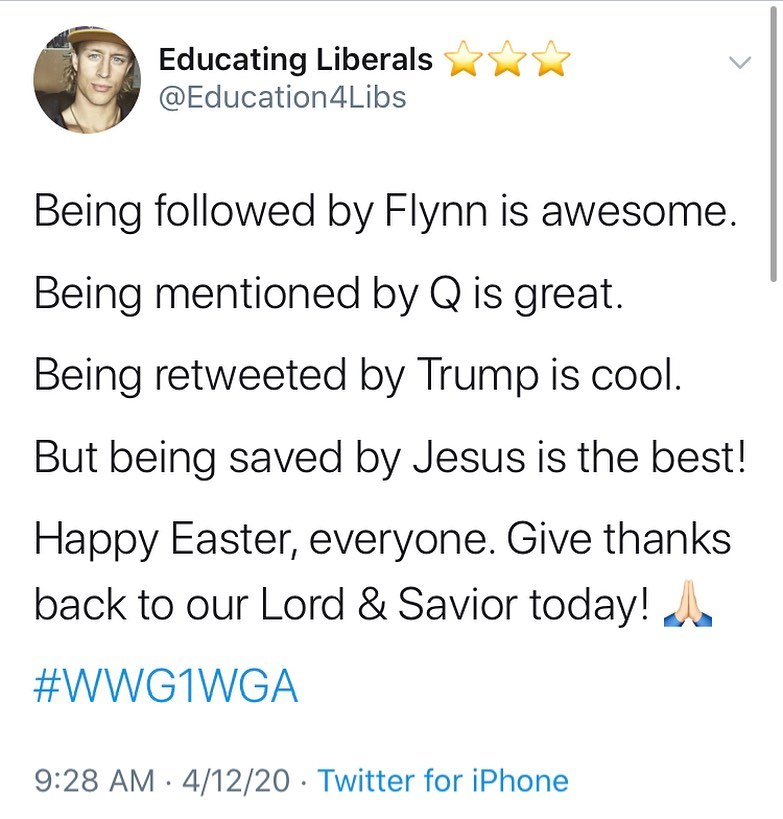 Educating Liberals ⭐⭐⭐
@Education4Libs
Being followed by Flynn is awesome.
Being mentioned by Q is great.
Being retweeted by Trump is cool.
But being saved by Jesus is the best!
Happy Easter, everyone. Give thanks
back to our Lord & Savior today! 🙏🏻
#WWG1WGA
9:28 AM · 4/12/20 · Twitter for iPhone